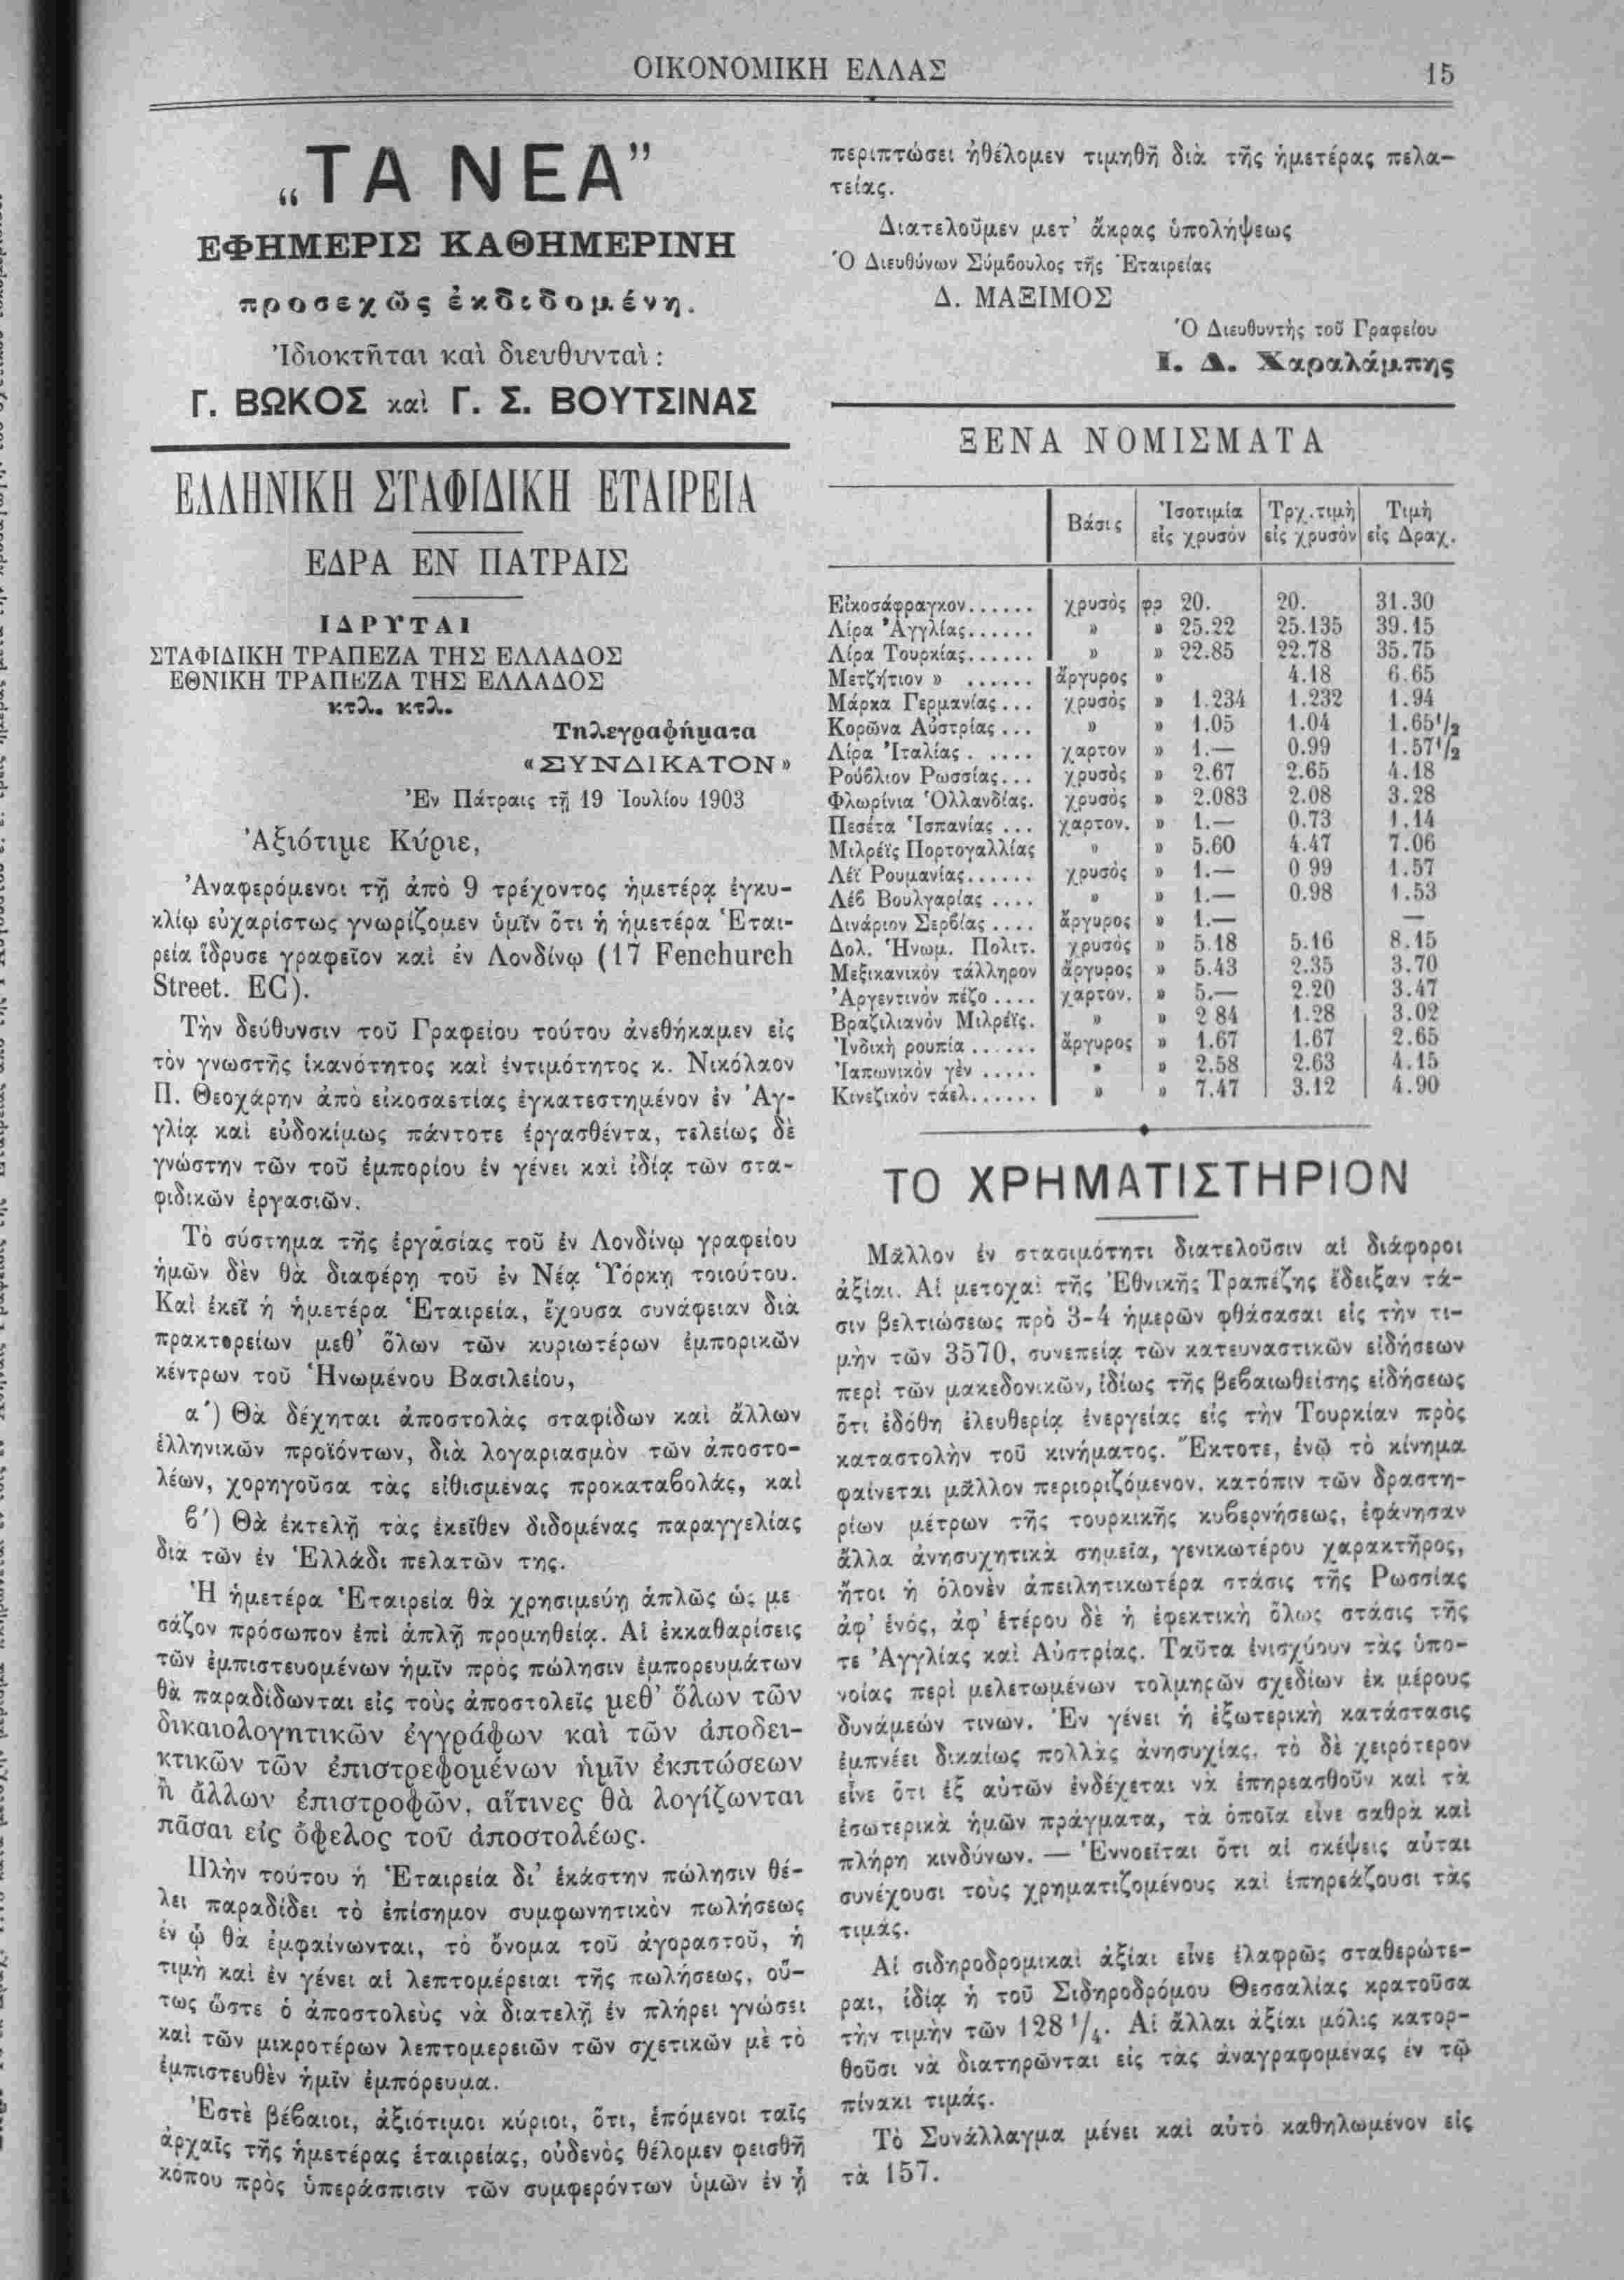 ΟΙΚΟΝΟΜΙΚΗ ΕΛΛΑΣ
15
„ΤΑ ΝΕΑ”
ΕΦΗΜΕΡΙΣ ΚΑΘΗΜΕΡΙΝΗ
προσεχῶς ἐκδιδομένη.
Ἰδιοκτῆται καὶ διευθυνταὶ :
Γ. ΒΩΚΟΣ καὶ Γ. Σ. ΒΟΥΤΣΙΝΑΣ
ΕΛΛΗΝΙΚΗ ΣΤΑΦΙΔΙΚΗ ΕΤΑΙΡΕΙΑ
ΕΔΡΑ ΕΝ ΠΑΤΡΑΙΣ
ΙΔΡΥΤΑΙ
ΣΤΑΦΙΔΙΚΗ ΤΡΑΠΕΖΑ ΤΗΣ ΕΛΛΑΔΟΣ
ΕΘΝΙΚΗ ΤΡΑΠΕΖΑ ΤΗΣ ΕΛΛΑΔΟΣ
κτλ. κτλ.
Τηλεγραφήματα
«ΣΥΝΔΙΚΑΤΟΝ»
Ἐν Πάτραις τῇ 19 Ἰουλίου 1903
Ἀξιότιμε Κύριε,
Ἀναφερόμενοι τῇ ἀπὸ 9 τρέχοντος ἡμετέρᾳ ἐγκυ-
κλίῳ εὐχαρίστως γνωρίζομεν ὑμῖν ὅτι ἡ ἡμετέρα Ἑται-
ρεία ἵδρυσε γραφεῖον καὶ ἐν Λονδίνῳ (17 Fenchurch
Street. EC).
Τὴν δεύθυνσιν τοῦ Γραφείου τούτου ἀνεθήκαμεν εἰς
τὸν γνωστῆς ἱκανότητος καὶ ἐντιμότητος κ. Νικόλαον
Π. Θεοχάρην ἀπὸ εἰκοσαετίας ἐγκατεστημένον ἐν Ἀγ-
γλίᾳ καὶ εὐδοκίμως πάντοτε ἐργασθέντα, τελείως δὲ
γνώστην τῶν τοῦ ἐμπορίου ἐν γένει καὶ ἰδίᾳ τῶν στα-
φιδικῶν ἐργασιῶν.
Τὸ σύστημα τῆς ἐργασίας τοῦ ἐν Λονδίνῳ γραφείου
ἡμῶν δὲν θὰ διαφέρῃ τοῦ ἐν Νέᾳ Ὑόρκῃ τοιούτου.
Καὶ ἐκεῖ ἡ ἡμετέρα Ἑταιρεία, ἔχουσα συνάφειαν διὰ
πρακτορείων μεθ’ ὅλων τῶν κυριωτέρων ἐμπορικῶν
κέντρων τοῦ Ἡνωμένου Βασιλείου,
α΄) Θὰ δέχηται ἀποστολὰς σταφίδων καὶ ἄλλων
ἑλληνικῶν προϊόντων, διὰ λογαριασμὸν τῶν ἀποστο-
λέων, χορηγοῦσα τὰς εἰθισμένας προκαταβολάς, καὶ
β΄) Θὰ ἐκτελῇ τὰς ἐκεῖθεν διδομένας παραγγελίας
διὰ τῶν ἐν Ἑλλάδι πελατῶν της.
Ἡ ἡμετέρα Ἑταιρεία θὰ χρησιμεύῃ ἁπλῶς ὡς με
σάζον πρόσωπον ἐπὶ ἁπλῇ προμηθείᾳ. Αἱ ἐκκαθαρίσεις
τῶν ἐμπιστευομένων ἡμῖν πρὸς πώλησιν ἐμπορευμάτων
θὰ παραδίδωνται εἰς τοὺς ἀποστολεῖς μεθ’ ὅλων τῶν
δικαιολογητικῶν ἐγγράφων καὶ τῶν ἀποδει-
κτικῶν τῶν ἐπιστρεφομένων ἡμῖν ἐκπτώσεων
ἢ ἄλλων ἐπιστροφῶν, αἵτινες θὰ λογίζωνται
πᾶσαι εἰς ὄφελος τοῦ ἀποστολέως.
Πλὴν τούτου ἡ Ἑταιρεία δι’ ἑκάστην πώλησιν θέ-
λει παραδίδει τὸ ἐπίσημον συμφωνητικὸν πωλήσεως
ἐν ᾧ θὰ ἐμφαίνωνται, τὸ ὄνομα τοῦ ἀγοραστοῦ, ἡ
τιμὴ καὶ ἐν γένει αἱ λεπτομέρειαι τῆς πωλήσεως, οὕ-
τως ὥστε ὁ ἀποστολεὺς νὰ διατελῇ ἐν πλήρει γνώσει
καὶ τῶν μικροτέρων λεπτομερειῶν τῶν σχετικῶν μὲ τὸ
ἐμπιστευθὲν ἡμῖν ἐμπόρευμα.
Ἐστὲ βέβαιοι, ἀξιότιμοι κύριοι, ὅτι, ἑπόμενοι ταῖς
ἀρχαῖς τῆς ἡμετέρας ἑταιρείας, οὐδενὸς θέλομεν φεισθῆ
κόπου πρὸς ὑπεράσπισιν τῶν συμφερόντων ὑμῶν ἐν ᾗ
περιπτώσει ἠθέλομεν τιμηθῆ διὰ τῆς ἡμετέρας πελα-
τείας.
Διατελοῦμεν μετ’ ἄκρας ὑπολήψεως
Ὁ Διευθύνων Σύμβουλος τῆς Ἑταιρείας
Δ. ΜΑΞΙΜΟΣ
Ὁ Διευθυντὴς τοῦ Γραφείου
Ι. Δ. Χαραλάμπης
ΞΕΝΑ ΝΟΜΙΣΜΑΤΑ
Βάσις Ἰσοτιμία εἰς χρυσόν Τρχ.τιμὴ εἰς χρυσόν Τιμὴ εἰς Δραχ.
Εἰκοσάφραγκον...... χρυσὸς φρ 20. 20. 31.30
Λίρα Ἀγγλίας...... » » 25.22 25.135 39.15
Λίρα Τουρκίας...... » » 22.85 22.78 35.75
Μετζήτιον » ...... ἄργυρος » 4.18 6.65
Μάρκα Γερμανίας... χρυσὸς » 1.234 1.232 1.94
Κορῶνα Αὐστρίας... » » 1.05 1.04 1.65¹/₂
Λίρα Ἰταλίας. .... χαρτον » 1.— 0.99 1.57¹/₂
Ρούβλιον Ρωσσίας... χρυσὸς » 2.67 2.65 4.18
Φλωρίνια Ὁλλανδίας. χρυσὸς » 2.083 2.08 3.28
Πεσέτα Ἱσπανίας ... χαρτον. » 1.— 0.73 1.14
Μιλρέϊς Πορτογαλλίας » » 5.60 4.47 7.06
Λέϊ Ρουμανίας...... χρυσὸς » 1.— 0 99 1.57
Λέβ Βουλγαρίας .... » » 1.— 0.98 1.53
Δινάριον Σερβίας .... ἄργυρος » 1.— —
Δολ. Ἡνωμ. Πολιτ. χρυσὸς » 5.18 5.16 8.15
Μεξικανικόν τάλληρον ἄργυρος » 5.43 2.35 3.70
Ἀργεντινόν πέζο .... χαρτον. » 5.— 2.20 3.47
Βραζιλιανόν Μιλρέϊς. » » 2 84 1.28 3.02
Ἰνδικὴ ρουπία ...... ἄργυρος » 1.67 1.67 2.65
Ἰαπωνικὸν γὲν ..... » » 2.58 2.63 4.15
Κινεζικόν τάελ...... » » 7.47 3.12 4.90
ΤΟ ΧΡΗΜΑΤΙΣΤΗΡΙΟΝ
Μᾶλλον ἐν στασιμότητι διατελοῦσιν αἱ διάφοροι
ἀξίαι. Αἱ μετοχαὶ τῆς Ἐθνικῆς Τραπέζης ἔδειξαν τά-
σιν βελτιώσεως πρὸ 3-4 ἡμερῶν φθάσασαι εἰς τὴν τι-
μὴν τῶν 3570, συνεπείᾳ τῶν κατευναστικῶν εἰδήσεων
περὶ τῶν μακεδονικῶν, ἰδίως τῆς βεβαιωθείσης εἰδήσεως
ὅτι ἐδόθη ἐλευθερία ἐνεργείας εἰς τὴν Τουρκίαν πρὸς
καταστολὴν τοῦ κινήματος. Ἔκτοτε, ἐνῷ τὸ κίνημα
φαίνεται μᾶλλον περιοριζόμενον, κατόπιν τῶν δραστη-
ρίων μέτρων τῆς τουρκικῆς κυβερνήσεως, ἐφάνησαν
ἄλλα ἀνησυχητικὰ σημεῖα, γενικωτέρου χαρακτῆρος,
ἤτοι ἡ ὁλονὲν ἀπειλητικωτέρα στάσις τῆς Ρωσσίας
ἀφ’ ἑνός, ἀφ’ ἑτέρου δὲ ἡ ἐφεκτικὴ ὅλως στάσις τῆς
τε Ἀγγλίας καὶ Αὐστρίας. Ταῦτα ἐνισχύουν τὰς ὑπο-
νοίας περὶ μελετωμένων τολμηρῶν σχεδίων ἐκ μέρους
δυνάμεών τινων. Ἐν γένει ἡ ἐξωτερικὴ κατάστασις
ἐμπνέει δικαίως πολλὰς ἀνησυχίας, τὸ δὲ χειρότερον
εἶνε ὅτι ἐξ αὐτῶν ἐνδέχεται νὰ ἐπηρεασθοῦν καὶ τὰ
ἐσωτερικὰ ἡμῶν πράγματα, τὰ ὁποῖα εἶνε σαθρὰ καὶ
πλήρη κινδύνων. — Ἐννοεῖται ὅτι αἱ σκέψεις αὗται
συνέχουσι τοὺς χρηματιζομένους καὶ ἐπηρεάζουσι τὰς
τιμάς.
Αἱ σιδηροδρομικαὶ ἀξίαι εἶνε ἐλαφρῶς σταθερώτε-
ραι, ἰδίᾳ ἡ τοῦ Σιδηροδρόμου Θεσσαλίας κρατοῦσα
τὴν τιμὴν τῶν 128 ¹/₄. Αἱ ἄλλαι ἀξίαι μόλις κατορ-
θοῦσι νὰ διατηρῶνται εἰς τὰς ἀναγραφομένας ἐν τῷ
πίνακι τιμάς.
Τὸ Συνάλλαγμα μένει καὶ αὐτὸ καθηλωμένον εἰς
τὰ 157.